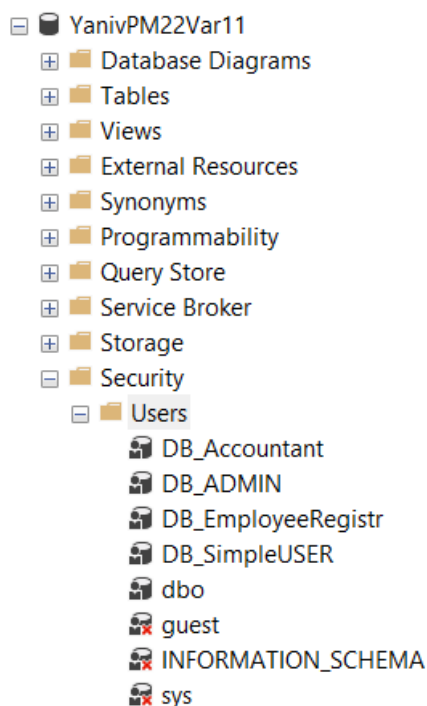 YanivPM22Var11
Database Diagrams
Tables
Views
External Resources
Synonyms
Programmability
Query Store
Service Broker
Storage
Security
Users
DB_Accountant
DB_ADMIN
DB_EmployeeRegistr
DB_SimpleUSER
dbo
guest
INFORMATION_SCHEMA
sys